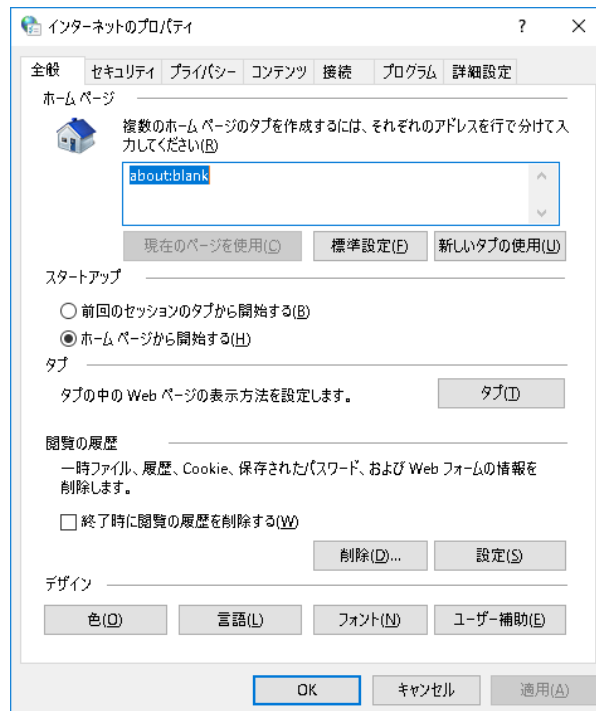 インターネットのプロパティ
全般 セキュリティ プライバシー コンテンツ 接続 プログラム 詳細設定
ホーム ページ
複数のホーム ページのタブを作成するには、それぞれのアドレスを行で分けて入
力してください(R)
about:blank
現在のページを使用(C) 標準設定(F) 新しいタブの使用(U)
スタートアップ
前回のセッションのタブから開始する(B)
ホーム ページから開始する(H)
タブ
タブの中の Web ページの表示方法を設定します。 タブ(T)
閲覧の履歴
一時ファイル、履歴、Cookie、保存されたパスワード、および Web フォームの情報を
削除します。
終了時に閲覧の履歴を削除する(W)
削除(D)... 設定(S)
デザイン
色(O) 言語(L) フォント(N) ユーザー補助(E)
OK キャンセル 適用(A)